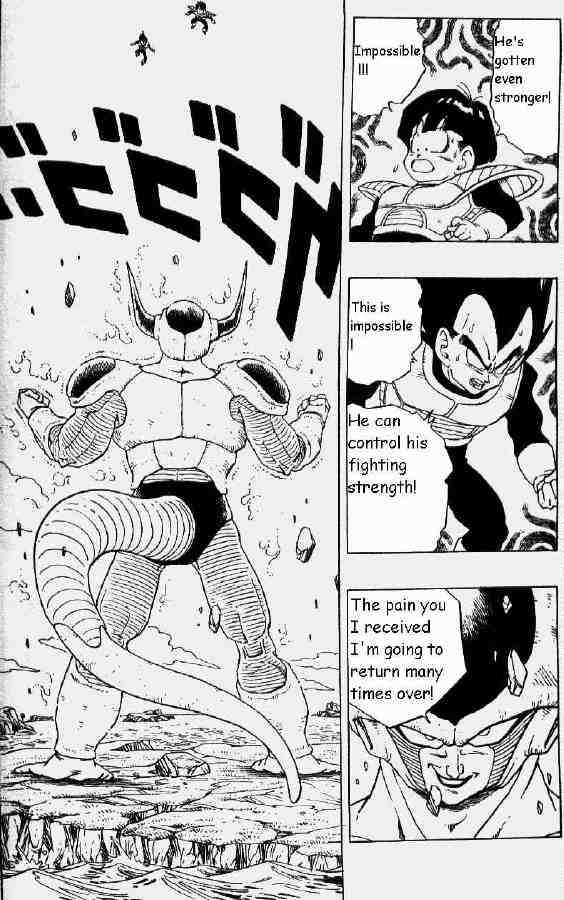 He's
gotten
even
stronger!
Impossible
!!!
This is
impossible
!
He can
control his
fighting
strength!
The pain you
I received
I'm going to
return many
times over!